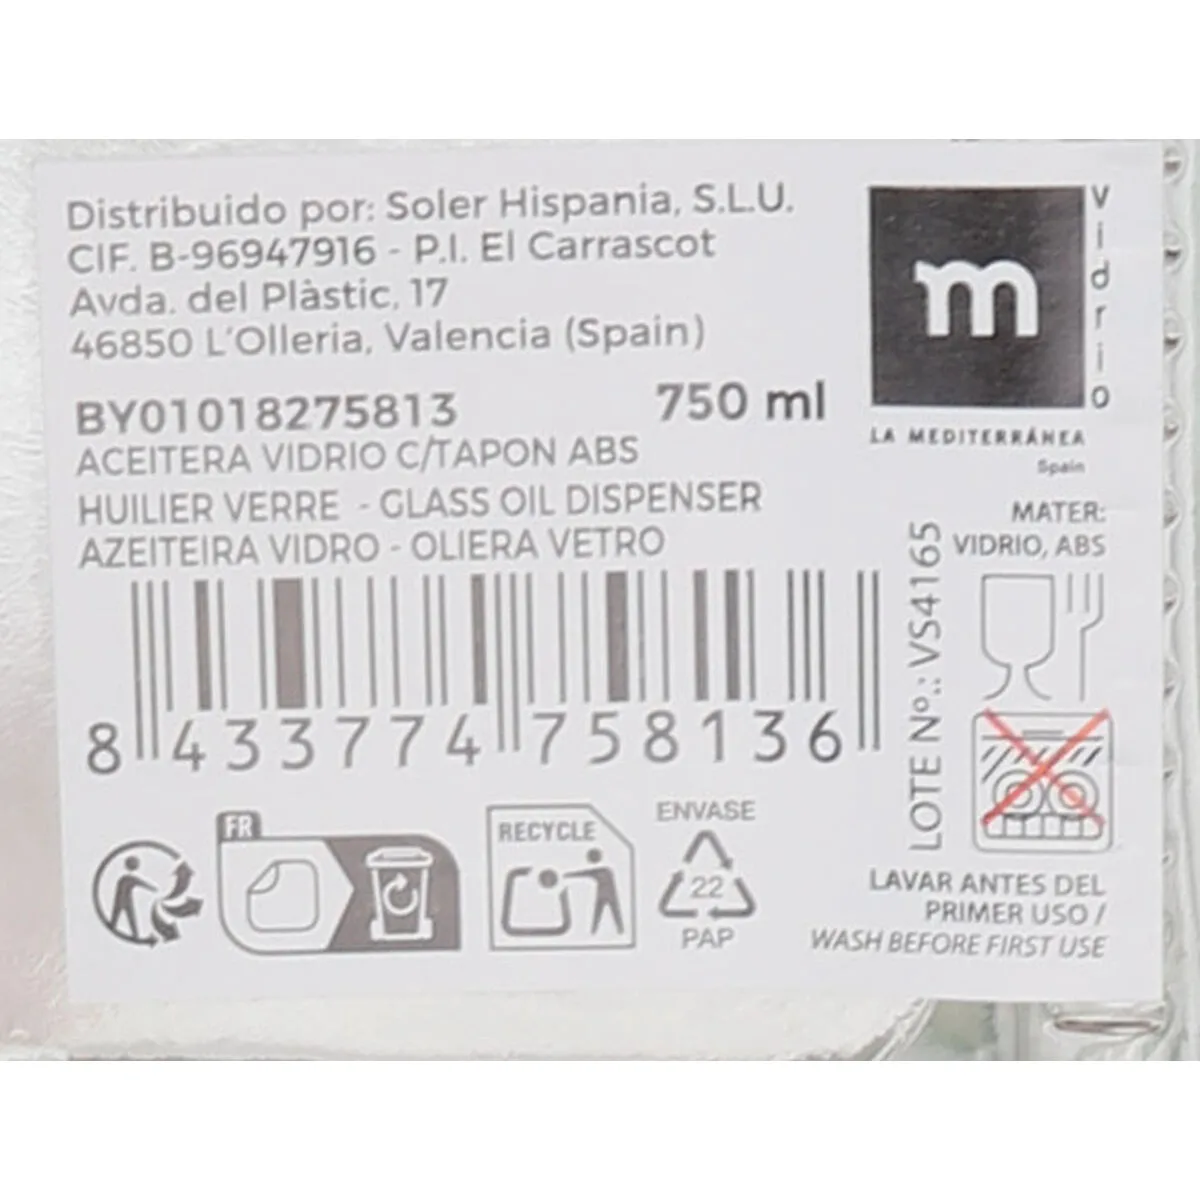 Distribuido por: Soler Hispania, S.L.U.
CIF. B-96947916 - P.I. El Carrascot
Avda. del Plàstic, 17
46850 L'Olleria, Valencia (Spain)
BY01018275813 750 ml
ACEITERA VIDRIO C/TAPON ABS
HUILIER VERRE - GLASS OIL DISPENSER
AZEITEIRA VIDRO - OLIERA VETRO
8 433774 758136
m
Vidrio
LA MEDITERRÁNEA
Spain
MATER:
VIDRIO, ABS
LOTE Nº.: VS4165
FR
RECYCLE
ENVASE
22
PAP
LAVAR ANTES DEL
PRIMER USO /
WASH BEFORE FIRST USE